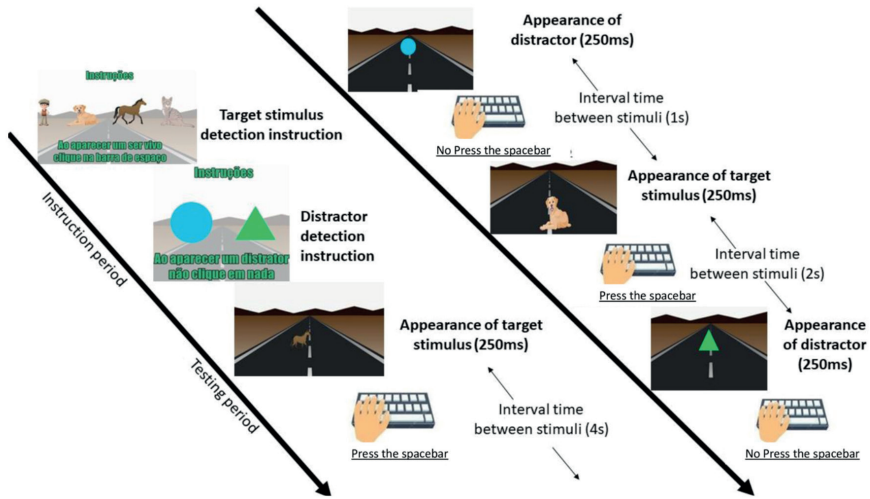 Instruções
Ao aparecer um ser vivo
clique na barra de espaço
Target stimulus
detection instruction
Instruções
Ao aparecer um distrator
não clique em nada
Distractor
detection
instruction
Instruction period
Testing period
Appearance of target
stimulus (250ms)
Press the spacebar
Interval time
between stimuli (4s)
Appearance of
distractor (250ms)
No Press the spacebar
Interval time
between stimuli (1s)
Appearance of target
stimulus (250ms)
Press the spacebar
Interval time
between stimuli (2s)
Appearance
of distractor
(250ms)
No Press the spacebar